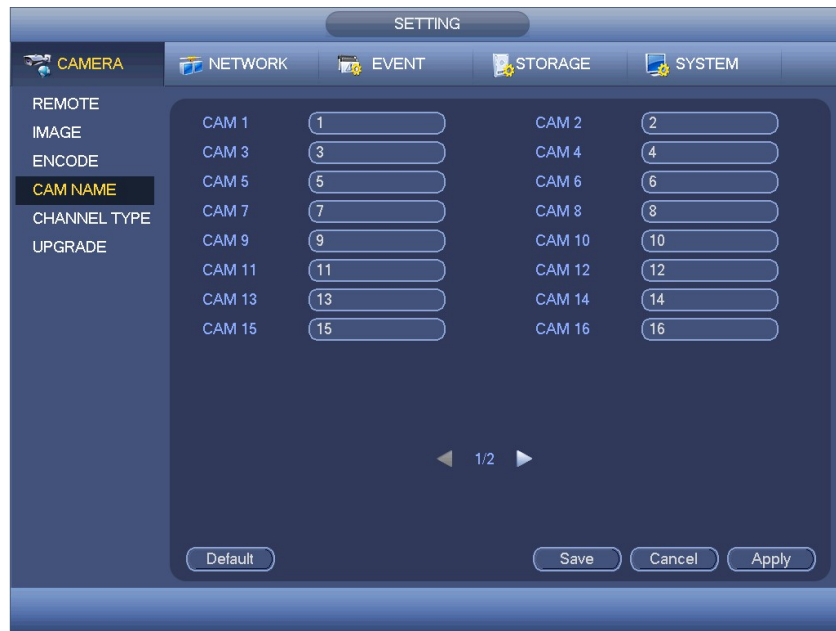 SETTING
CAMERA NETWORK EVENT STORAGE SYSTEM
REMOTE
IMAGE
ENCODE
CAM NAME
CHANNEL TYPE
UPGRADE
CAM 1 1 CAM 2 2
CAM 3 3 CAM 4 4
CAM 5 5 CAM 6 6
CAM 7 7 CAM 8 8
CAM 9 9 CAM 10 10
CAM 11 11 CAM 12 12
CAM 13 13 CAM 14 14
CAM 15 15 CAM 16 16
1/2
Default Save Cancel Apply